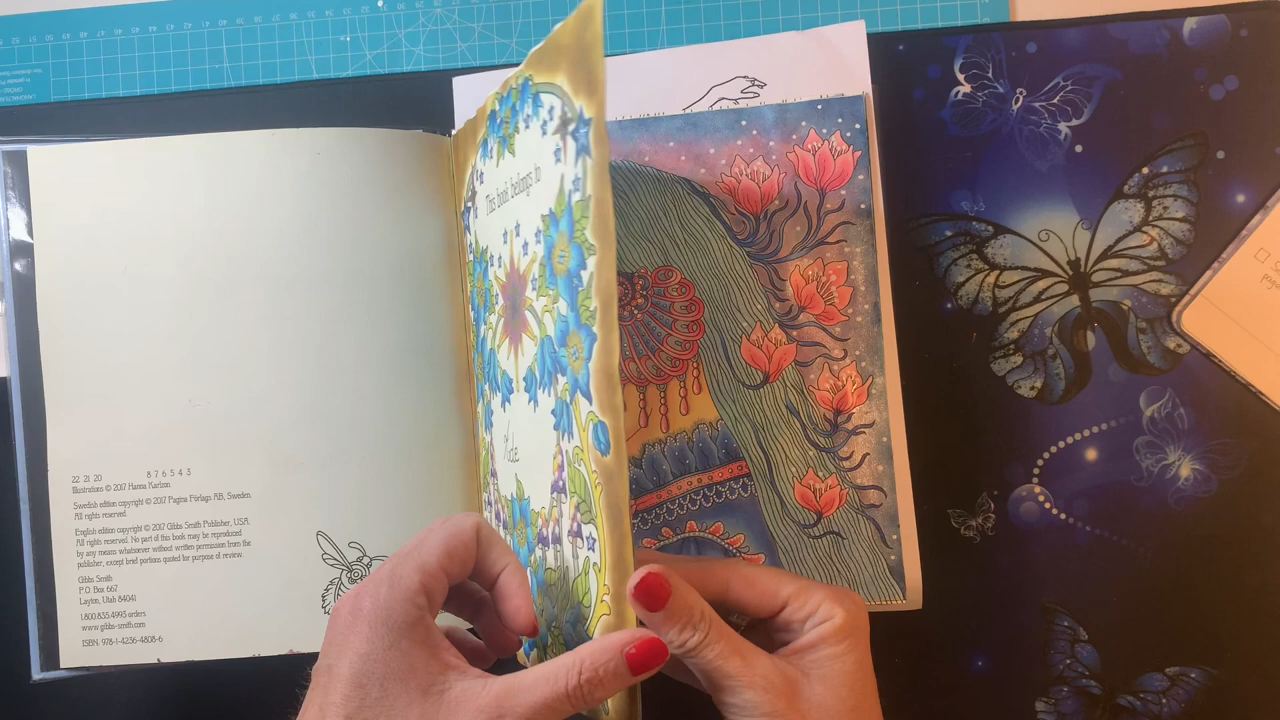 This book belongs to
Kate
22 21 20 8 7 6 5 4 3
Illustrations © 2017 Hanna Karlzon
Swedish edition copyright © 2017 Pagina Förlags AB, Sweden.
All rights reserved.
English edition copyright © 2017 Gibbs Smith Publisher, USA.
All rights reserved. No part of this book may be reproduced
by any means whatsoever without written permission from the
publisher, except brief portions quoted for purpose of review.
Gibbs Smith
P.O. Box 667
Layton, Utah 84041
1.800.835.4993 orders
www.gibbs-smith.com
ISBN: 978-1-4236-4808-6